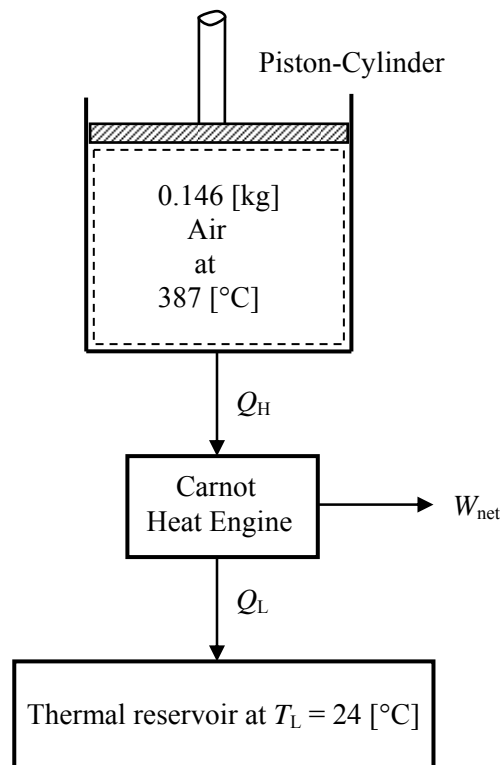 Piston-Cylinder
0.146 [kg]
Air
at
387 [°C]
Q_H
Carnot
Heat Engine
W_net
Q_L
Thermal reservoir at T_L = 24 [°C]